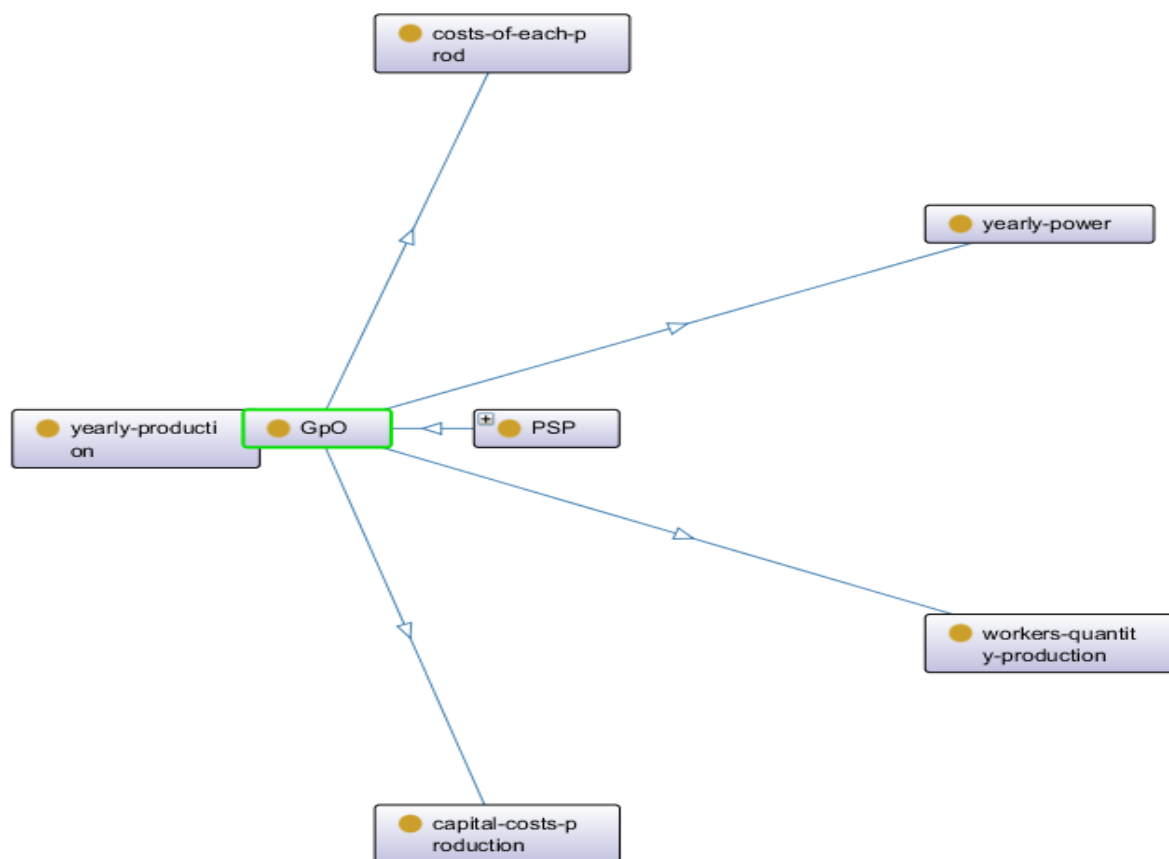 costs-of-each-p
rod
yearly-power
yearly-producti
on
GpO
PSP
workers-quantit
y-production
capital-costs-p
roduction